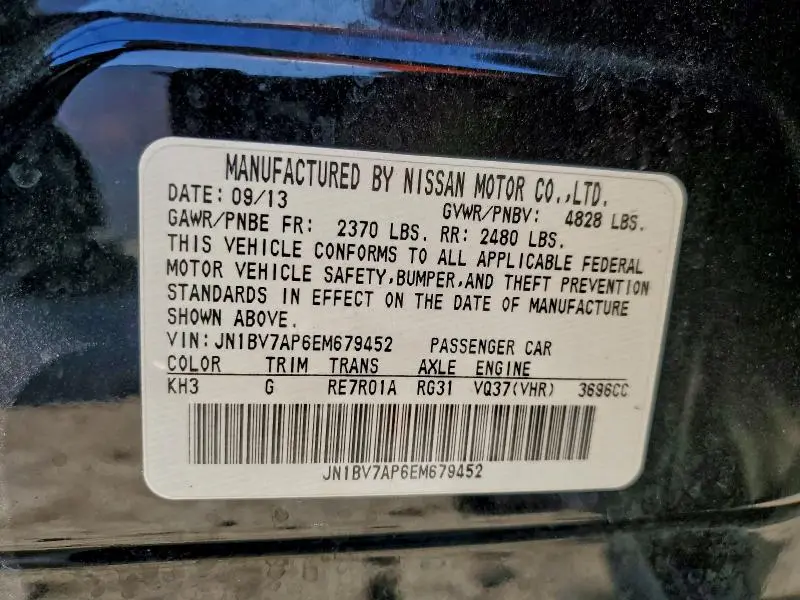 MANUFACTURED BY NISSAN MOTOR CO.,LTD.
DATE: 09/13 GVWR/PNBV: 4828 LBS.
GAWR/PNBE FR: 2370 LBS. RR: 2480 LBS.
THIS VEHICLE CONFORMS TO ALL APPLICABLE FEDERAL
MOTOR VEHICLE SAFETY,BUMPER,AND THEFT PREVENTION
STANDARDS IN EFFECT ON THE DATE OF MANUFACTURE
SHOWN ABOVE.
VIN:JN1BV7AP6EM679452 PASSENGER CAR
COLOR TRIM TRANS AXLE ENGINE
KH3 G RE7R01A RG31 VQ37(VHR) 3696CC
JN1BV7AP6EM679452